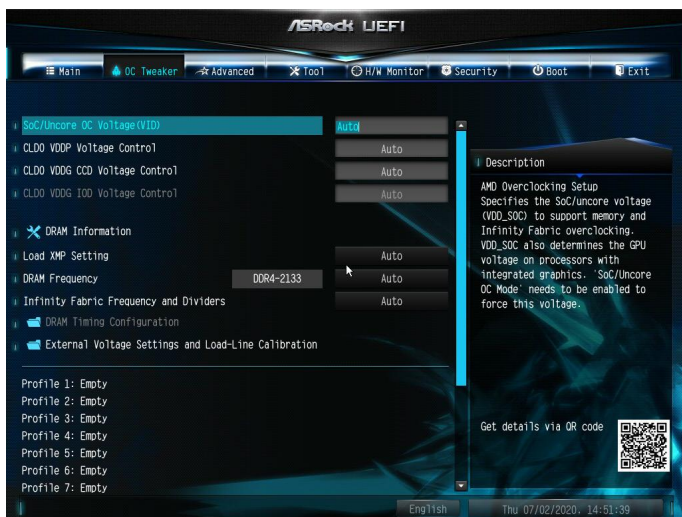 ASRock UEFI
Main OC Tweaker Advanced Tool H/W Monitor Security Boot Exit
SoC/Uncore OC Voltage(VID) Auto
CLDO VDDP Voltage Control Auto
CLDO VDDG CCD Voltage Control Auto
CLDO VDDG IOD Voltage Control Auto
DRAM Information
Load XMP Setting Auto
DRAM Frequency DDR4-2133 Auto
Infinity Fabric Frequency and Dividers Auto
DRAM Timing Configuration
External Voltage Settings and Load-Line Calibration
Profile 1: Empty
Profile 2: Empty
Profile 3: Empty
Profile 4: Empty
Profile 5: Empty
Profile 6: Empty
Profile 7: Empty
Description
AMD Overclocking Setup
Specifies the SoC/uncore voltage
(VDD_SOC) to support memory and
Infinity Fabric overclocking.
VDD_SOC also determines the GPU
voltage on processors with
integrated graphics. 'SoC/Uncore
OC Mode' needs to be enabled to
force this voltage.
Get details via QR code
English Thu 07/02/2020. 14:51:39